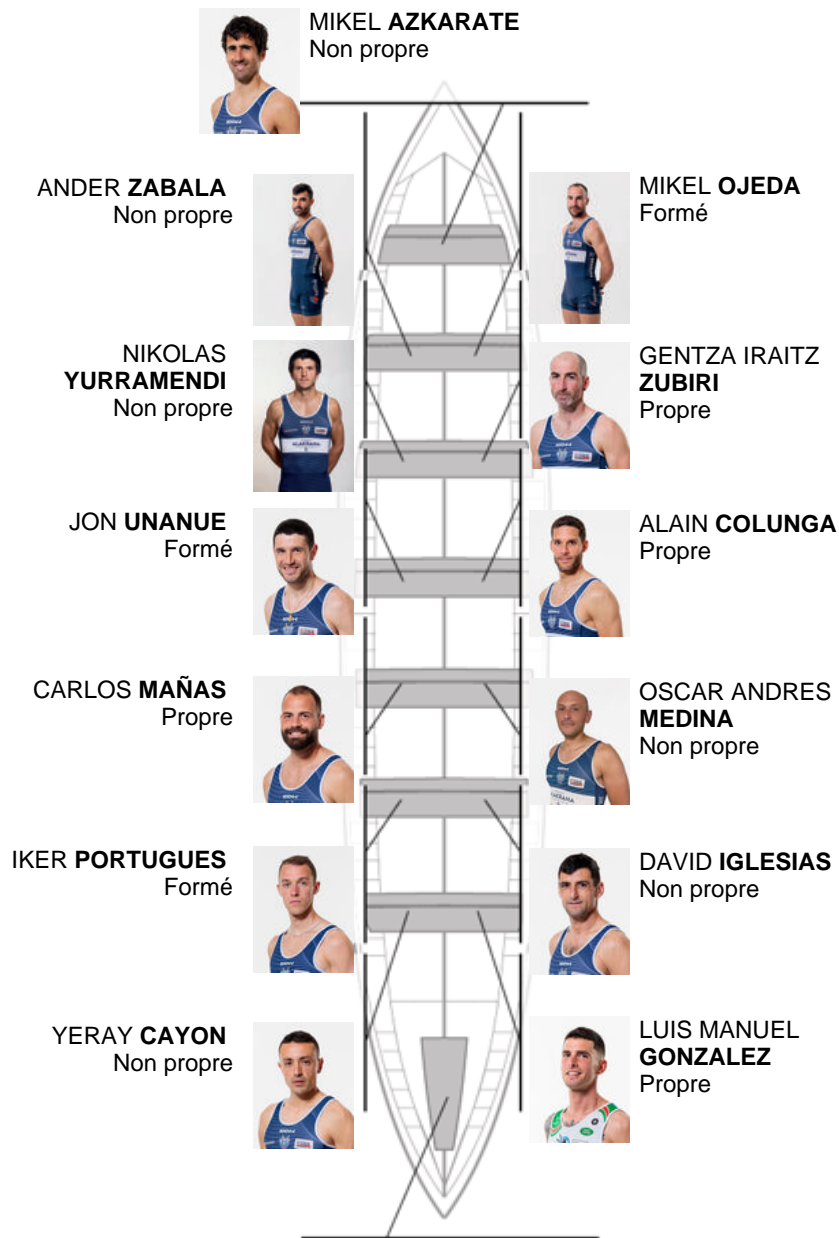 MIKEL AZKARATE
Non propre
ANDER ZABALA
Non propre
MIKEL OJEDA
Formé
NIKOLAS
YURRAMENDI
Non propre
GENTZA IRAITZ
ZUBIRI
Propre
JON UNANUE
Formé
ALAIN COLUNGA
Propre
CARLOS MAÑAS
Propre
OSCAR ANDRES
MEDINA
Non propre
IKER PORTUGUES
Formé
DAVID IGLESIAS
Non propre
YERAY CAYON
Non propre
LUIS MANUEL
GONZALEZ
Propre